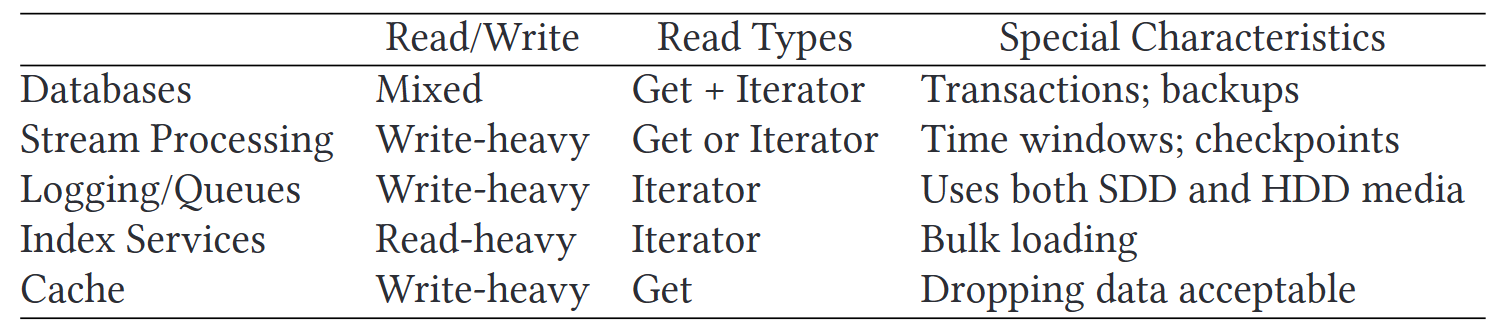 Read/Write Read Types Special Characteristics
Databases Mixed Get + Iterator Transactions; backups
Stream Processing Write-heavy Get or Iterator Time windows; checkpoints
Logging/Queues Write-heavy Iterator Uses both SDD and HDD media
Index Services Read-heavy Iterator Bulk loading
Cache Write-heavy Get Dropping data acceptable